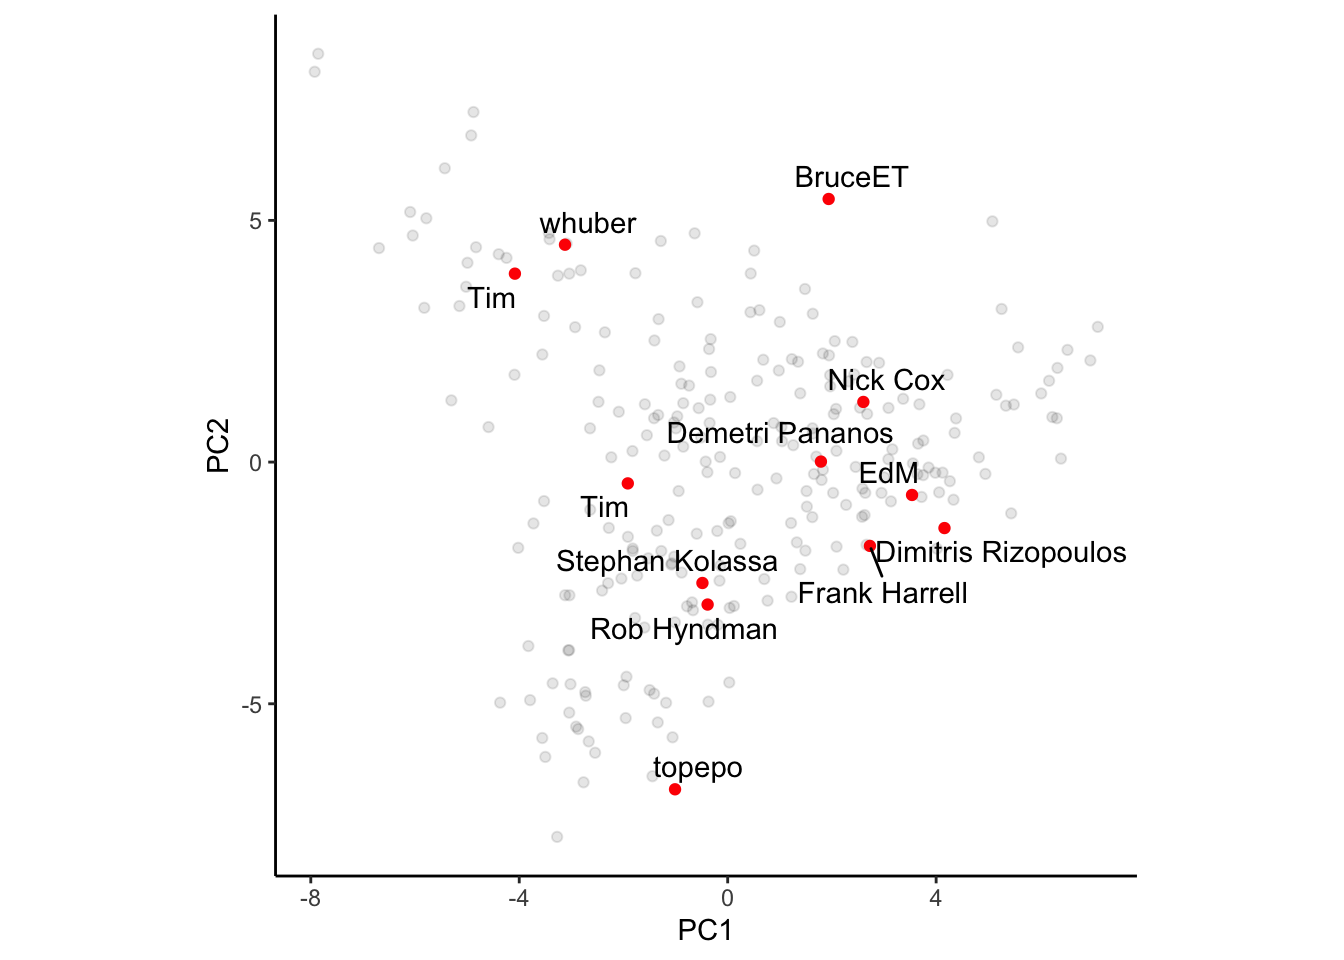 BruceET
whuber
5
Tim
Nick Cox
Demetri Pananos
PC2
0
EdM
Tim
Dimitris Rizopoulos
Stephan Kolassa
Frank Harrell
Rob Hyndman
-5
topepo
-8
-4
0
4
PC1